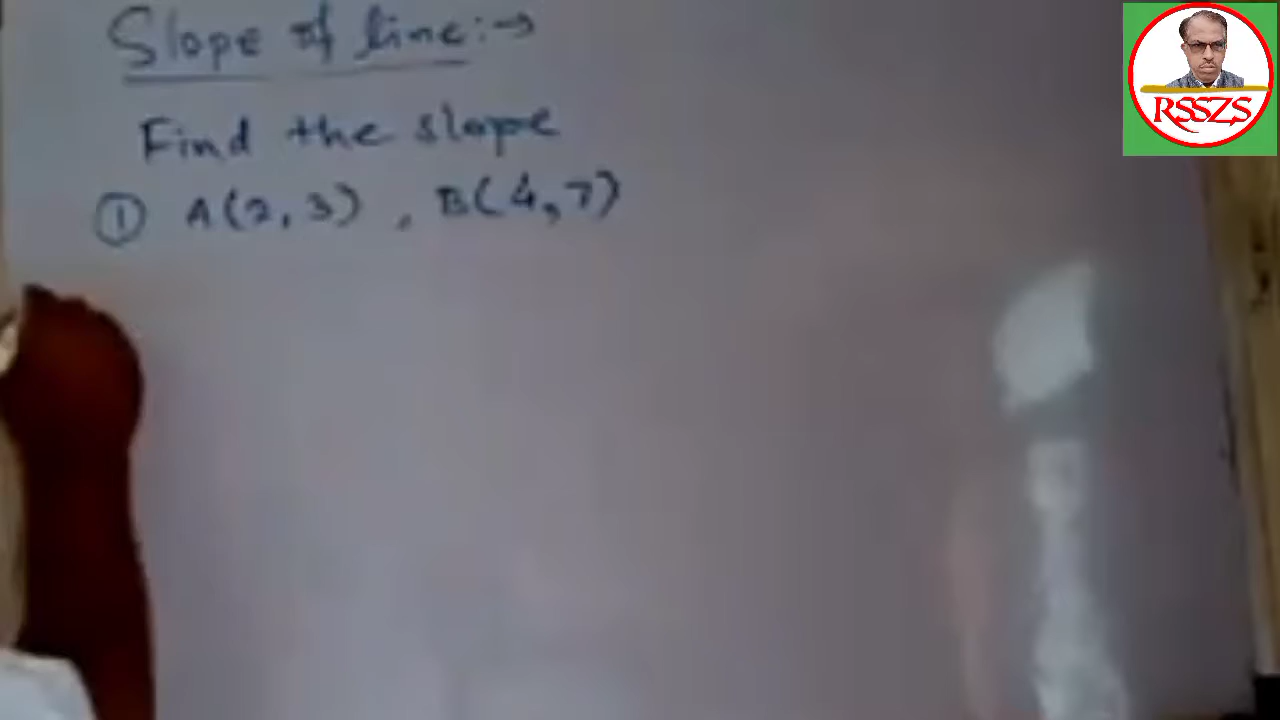 Slope of line:→
Find the slope
① A(2,3) , B(4,7)
RSSZS